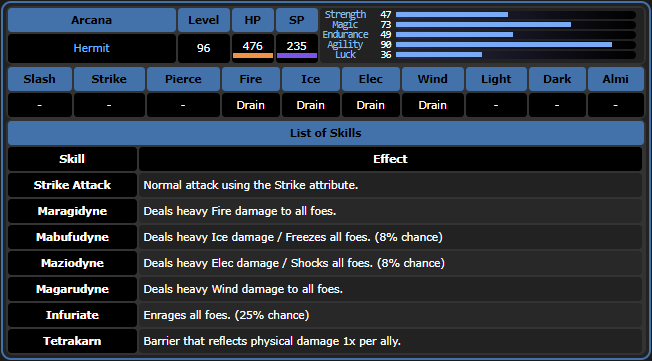 Arcana Level HP SP
Hermit 96 476 235
Strength 47
Magic 73
Endurance 49
Agility 90
Luck 36
Slash Strike Pierce Fire Ice Elec Wind Light Dark Almi
- - - Drain Drain Drain Drain - - -
List of Skills
Skill Effect
Strike Attack Normal attack using the Strike attribute.
Maragidyne Deals heavy Fire damage to all foes.
Mabufudyne Deals heavy Ice damage / Freezes all foes. (8% chance)
Maziodyne Deals heavy Elec damage / Shocks all foes. (8% chance)
Magarudyne Deals heavy Wind damage to all foes.
Infuriate Enrages all foes. (25% chance)
Tetrakarn Barrier that reflects physical damage 1x per ally.